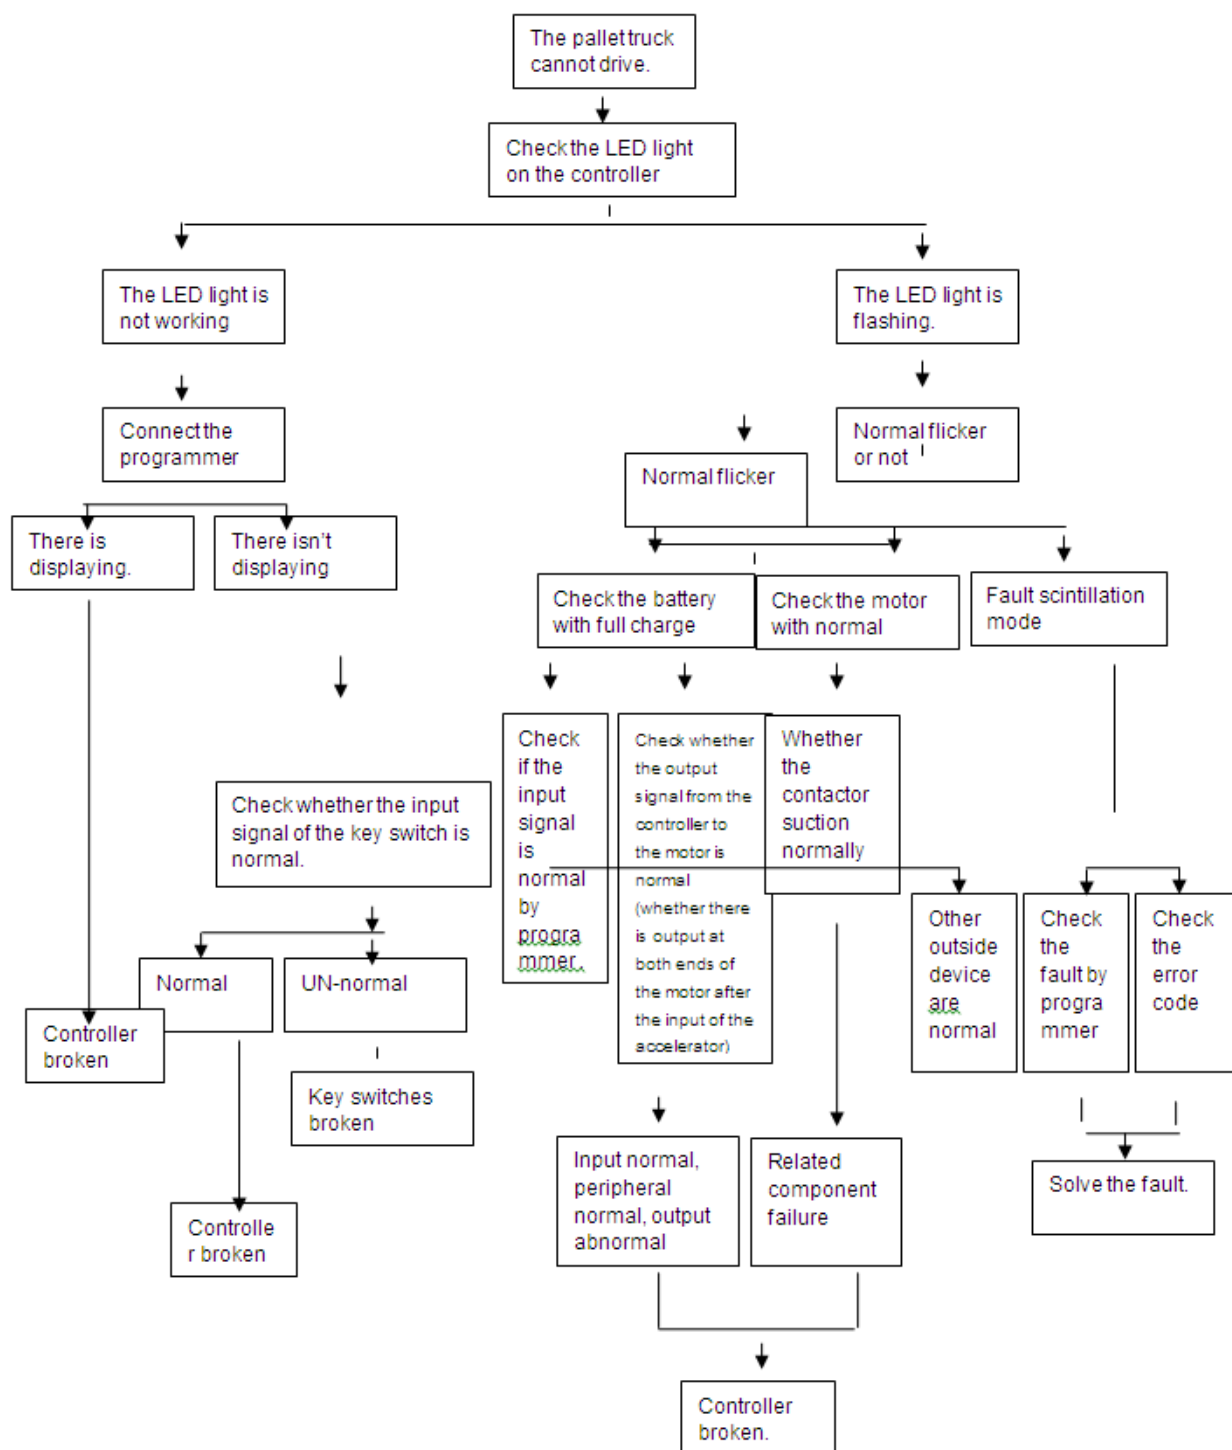 The pallet truck
cannot drive.
Check the LED light
on the controller
The LED light is
not working
The LED light is
flashing.
Connect the
programmer
Normal flicker
or not
Normal flicker
There is
displaying.
There isn't
displaying
Check the battery
with full charge
Check the motor
with normal
Fault scintillation
mode
Check whether the input
signal of the key switch is
normal.
Check
if the
input
signal
is
normal
by
progra
mmer.
Check whether
the output
signal from the
controller to
the motor is
normal
(whether there
is output at
both ends of
the motor after
the input of the
accelerator)
Whether
the
contactor
suction
normally
Other
outside
device
are
normal
Check
the
fault by
progra
mmer
Check
the
error
code
Normal
UN-normal
Controller
broken
Key switches
broken
Controlle
r broken
Input normal,
peripheral
normal, output
abnormal
Related
component
failure
Solve the fault.
Controller
broken.